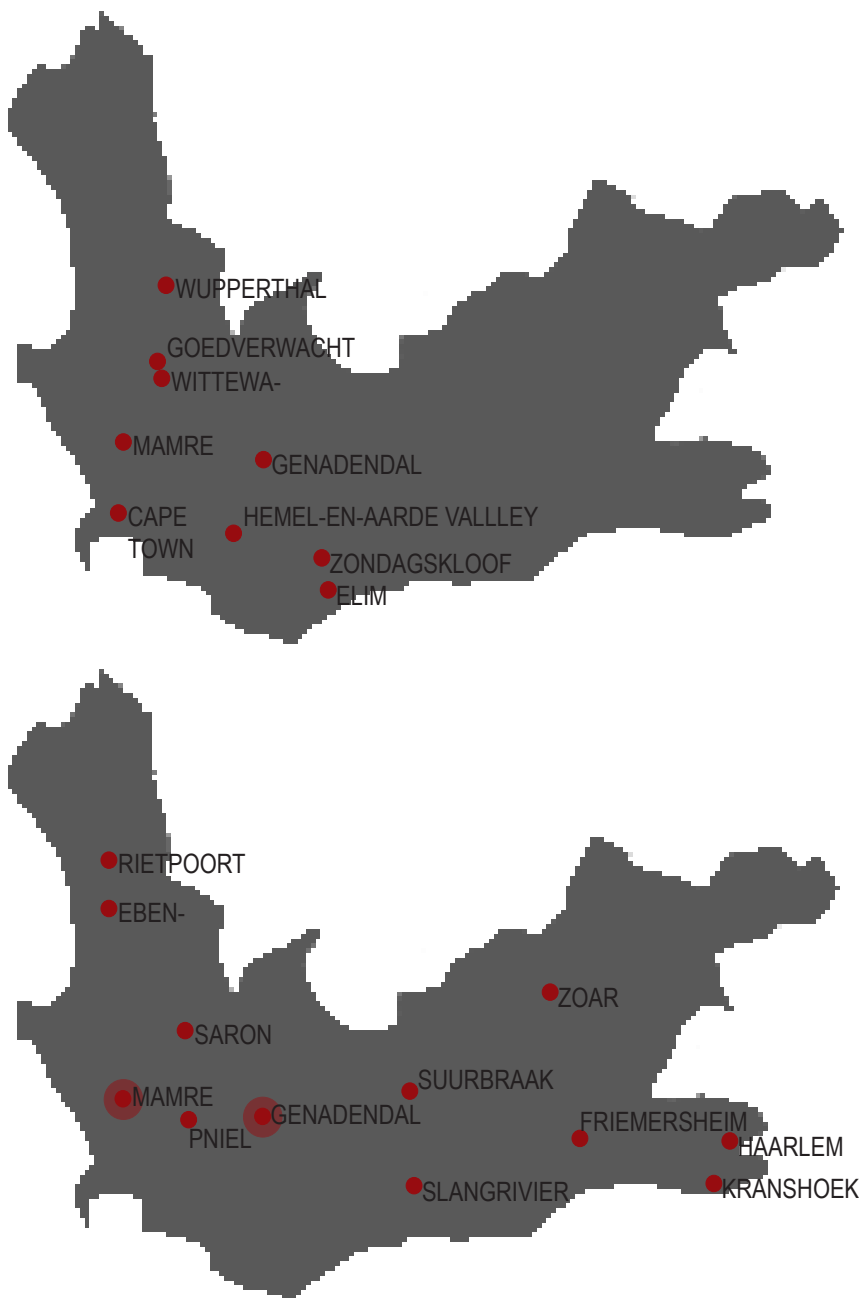 WUPPERTHAL
GOEDVERWACHT
WITTEWA-
MAMRE
GENADENDAL
CAPE
TOWN
HEMEL-EN-AARDE VALLLEY
ZONDAGSKLOOF
ELIM
RIETPOORT
EBEN-
ZOAR
SARON
SUURBRAAK
MAMRE
GENADENDAL
PNIEL
FRIEMERSHEIM
HAARLEM
SLANGRIVIER
KRANSHOEK